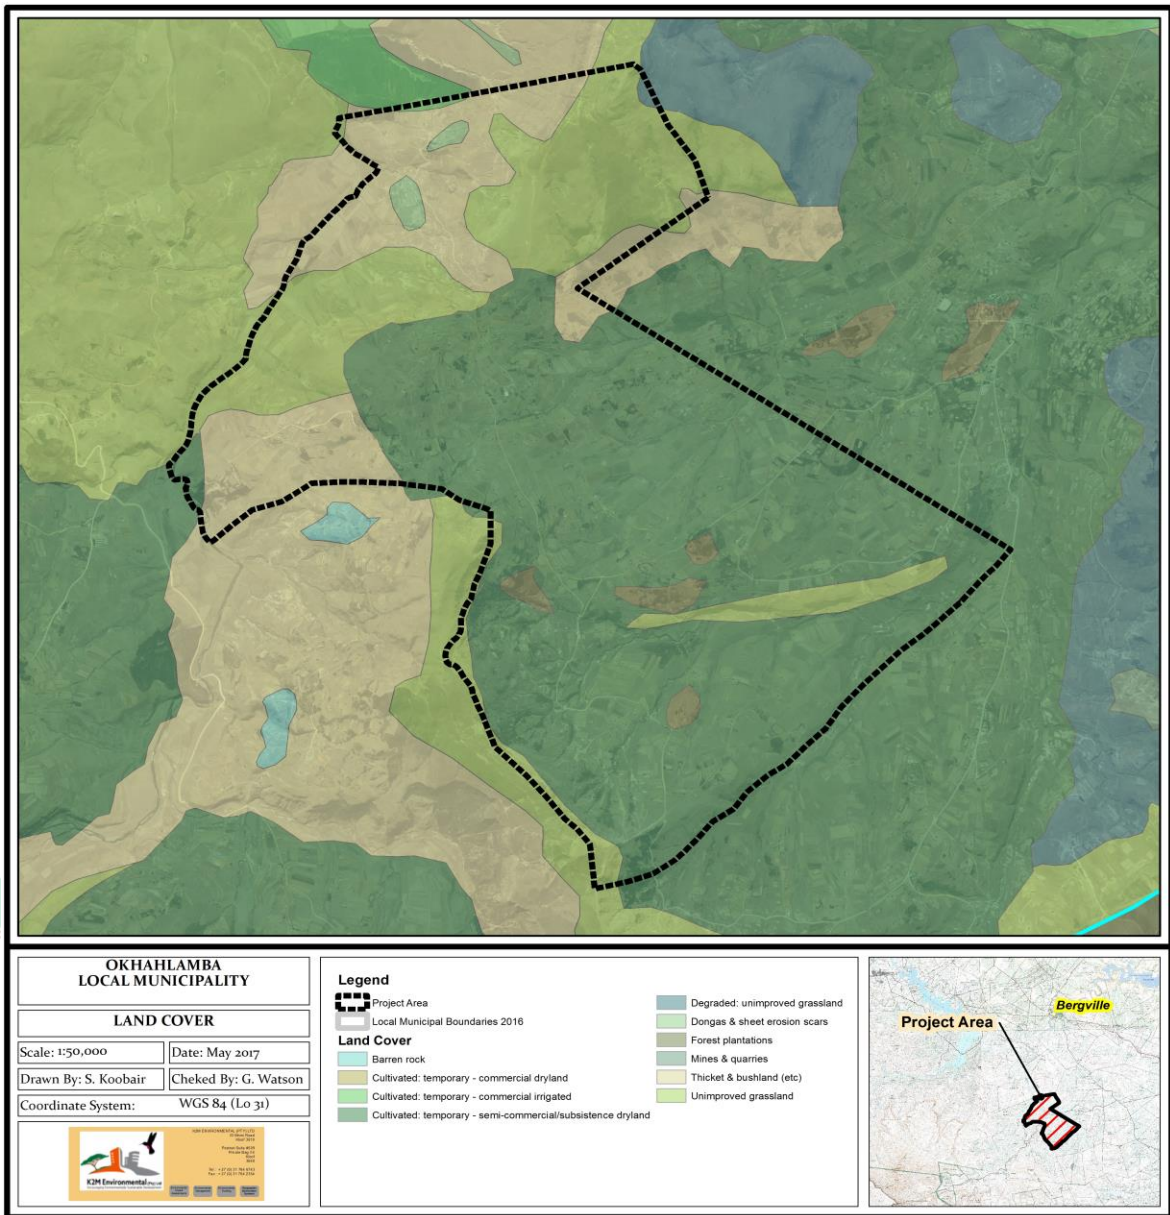 OKHAHLAMBA
LOCAL MUNICIPALITY
LAND COVER
Scale: 1:50,000
Date: May 2017
Drawn By: S. Koobair
Cheked By: G. Watson
Coordinate System: WGS 84 (Lo 31)
K2M Environmental (Pty) Ltd
Legend
Project Area
Local Municipal Boundaries 2016
Land Cover
Barren rock
Cultivated: temporary - commercial dryland
Cultivated: temporary - commercial irrigated
Cultivated: temporary - semi-commercial/subsistence dryland
Degraded: unimproved grassland
Dongas & sheet erosion scars
Forest plantations
Mines & quarries
Thicket & bushland (etc)
Unimproved grassland
Bergville
Project Area